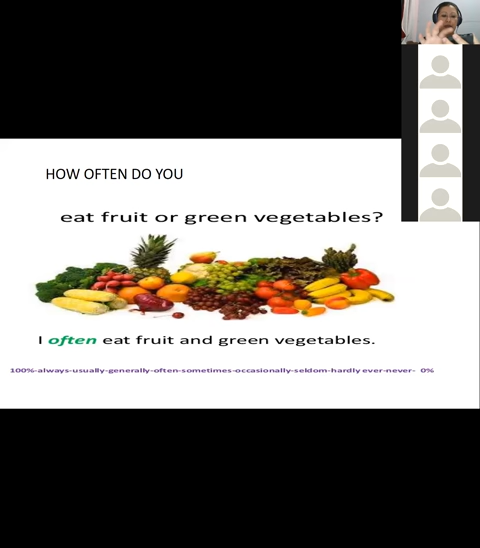 HOW OFTEN DO YOU
eat fruit or green vegetables?
I often eat fruit and green vegetables.
100%-always-usually-generally-often-sometimes-occasionally-seldom-hardly ever-never- 0%